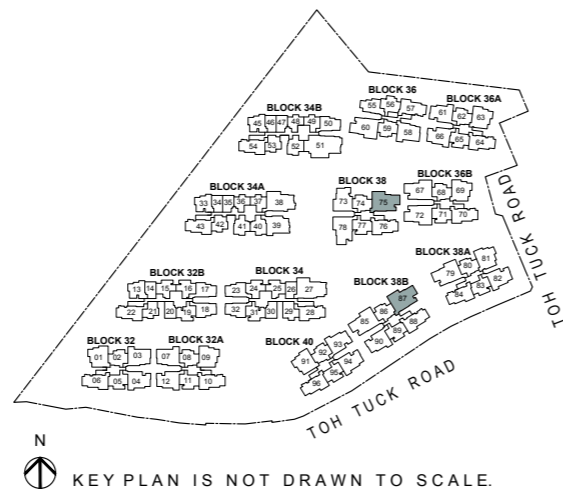 BLOCK 36
BLOCK 36A
BLOCK 34B
55 56 57
61 62 63
45 46 47 48 49 50
60 59 58
66 65 64
54 53 52 51
BLOCK 38
BLOCK 36B
BLOCK 34A
67 68 69
73 74 75
33 34 35 36 37 38
72 71 70
78 77 76
43 42 41 40 39
TOH TUCK ROAD
BLOCK 38A
79 80 81
84 83 82
BLOCK 32B
BLOCK 34
BLOCK 38B
13 14 15 16 17
23 24 25 26 27
85 86 87
22 21 20 19 18
32 31 30 29 28
90 89 88
BLOCK 32
BLOCK 32A
BLOCK 40
01 02 03
07 08 09
91 92 93
06 05 04
12 11 10
96 95 94
TOH TUCK ROAD
N
KEY PLAN IS NOT DRAWN TO SCALE.